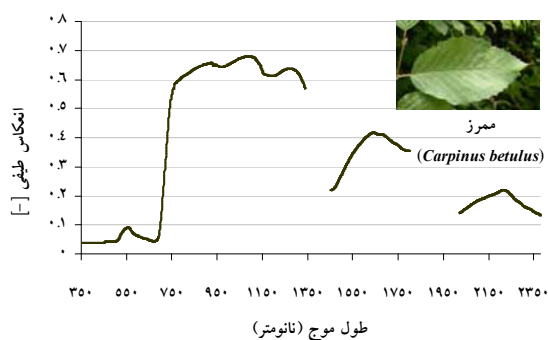 ۰.۸
۰.۷
۰.۶
۰.۵
۰.۴
۰.۳
۰.۲
۰.۱
۰
انعکاس طیفی [-]
ممرز
(Carpinus betulus)
۳۵۰ ۵۵۰ ۷۵۰ ۹۵۰ ۱۱۵۰ ۱۳۵۰ ۱۵۵۰ ۱۷۵۰ ۱۹۵۰ ۲۱۵۰ ۲۳۵۰
طول موج (نانومتر)